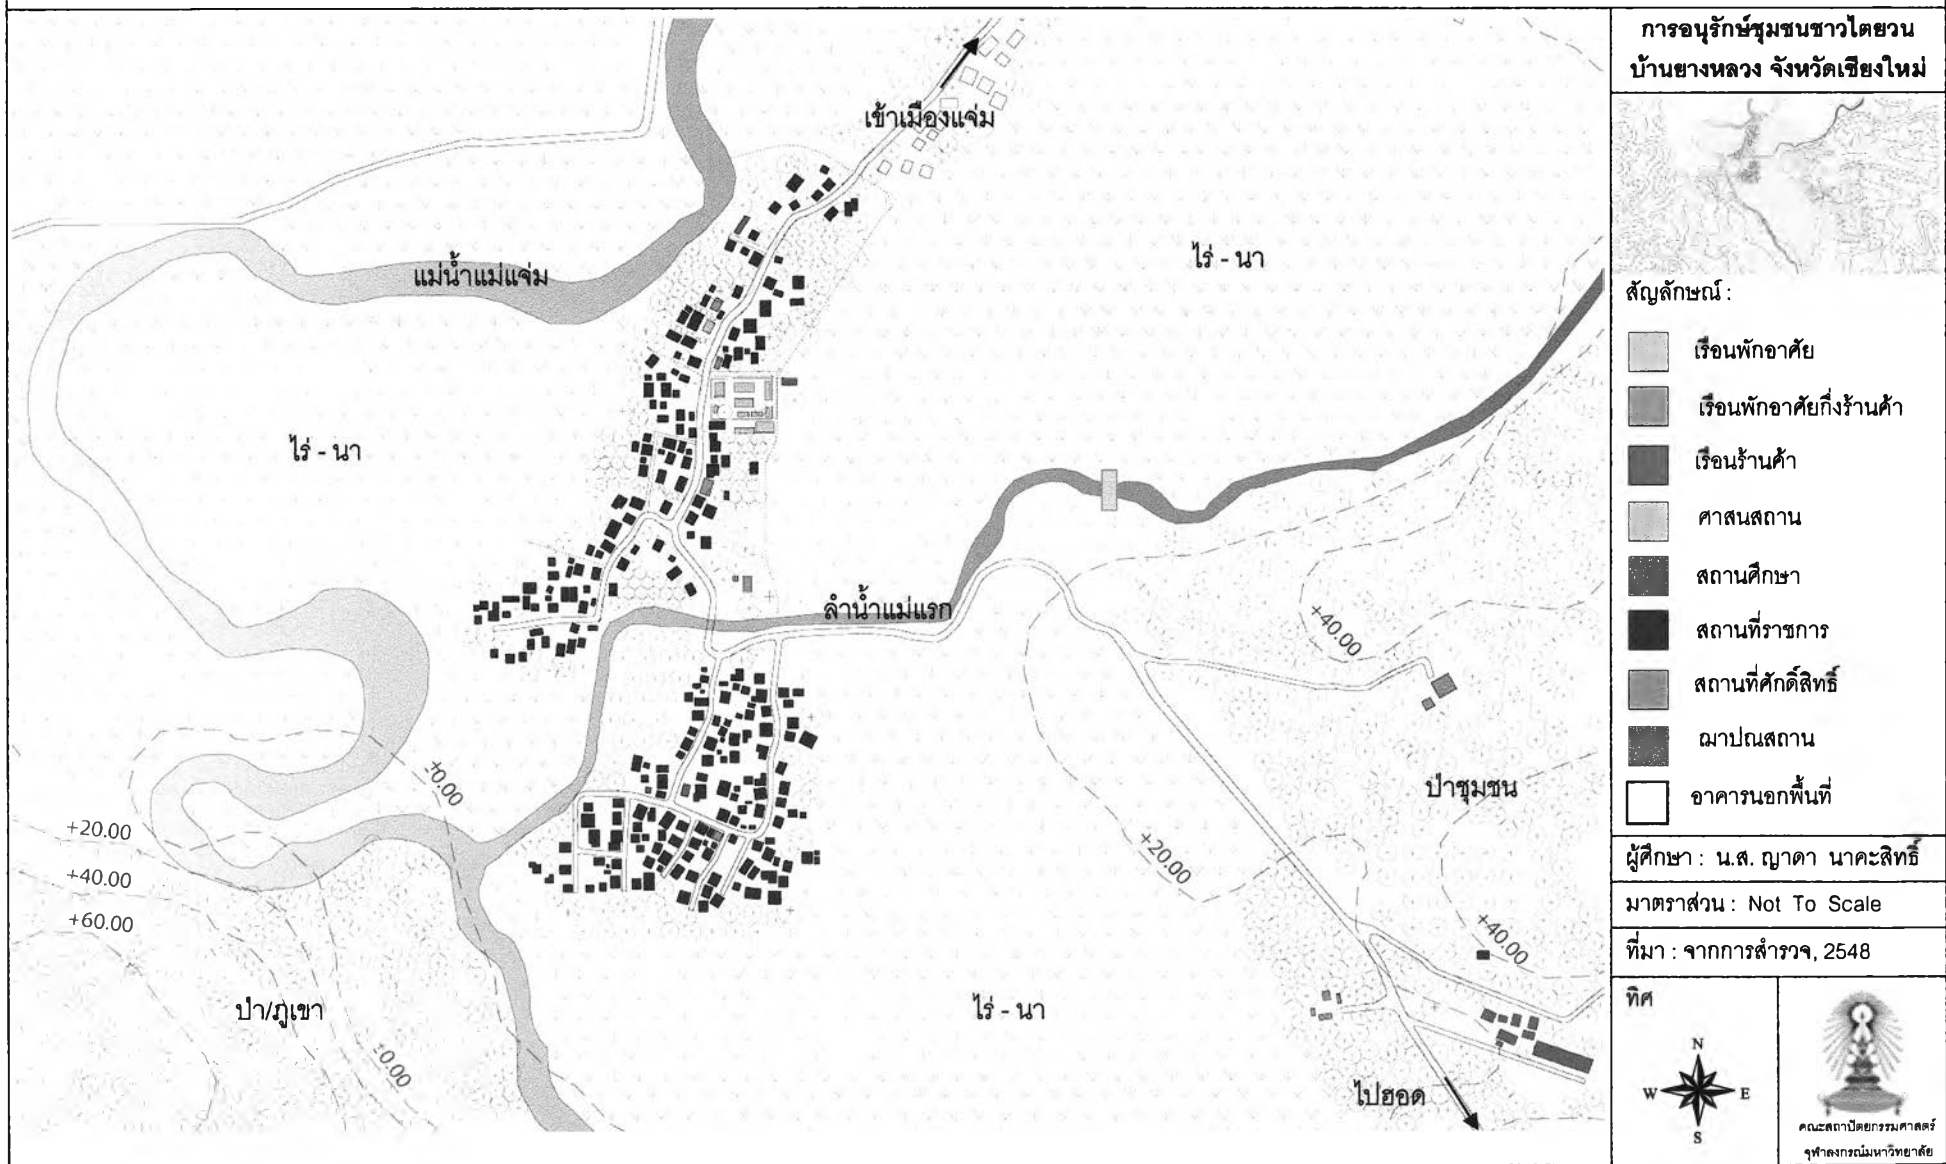 การอนุรักษ์ชุมชนชาวไตยวน
บ้านยางหลวง จังหวัดเชียงใหม่
เข้าเมืองแจ่ม
แม่น้ำแม่แจ่ม
ไร่ - นา
ไร่ - นา
ลำน้ำแม่แรก
+40.00
ป่าชุมชน
±0.00
+20.00
+40.00
+60.00
+20.00
+40.00
ป่า/ภูเขา
±0.00
ไร่ - นา
ไปฮอด
สัญลักษณ์ :
เรือนพักอาศัย
เรือนพักอาศัยกึ่งร้านค้า
เรือนร้านค้า
ศาสนสถาน
สถานศึกษา
สถานที่ราชการ
สถานที่ศักดิ์สิทธิ์
ฌาปณสถาน
อาคารนอกพื้นที่
ผู้ศึกษา : น.ส. ญาดา นาคะสิทธิ์
มาตราส่วน : Not To Scale
ที่มา : จากการสำรวจ, 2548
ทิศ
N
W E
S
คณะสถาปัตยกรรมศาสตร์
จุฬาลงกรณ์มหาวิทยาลัย